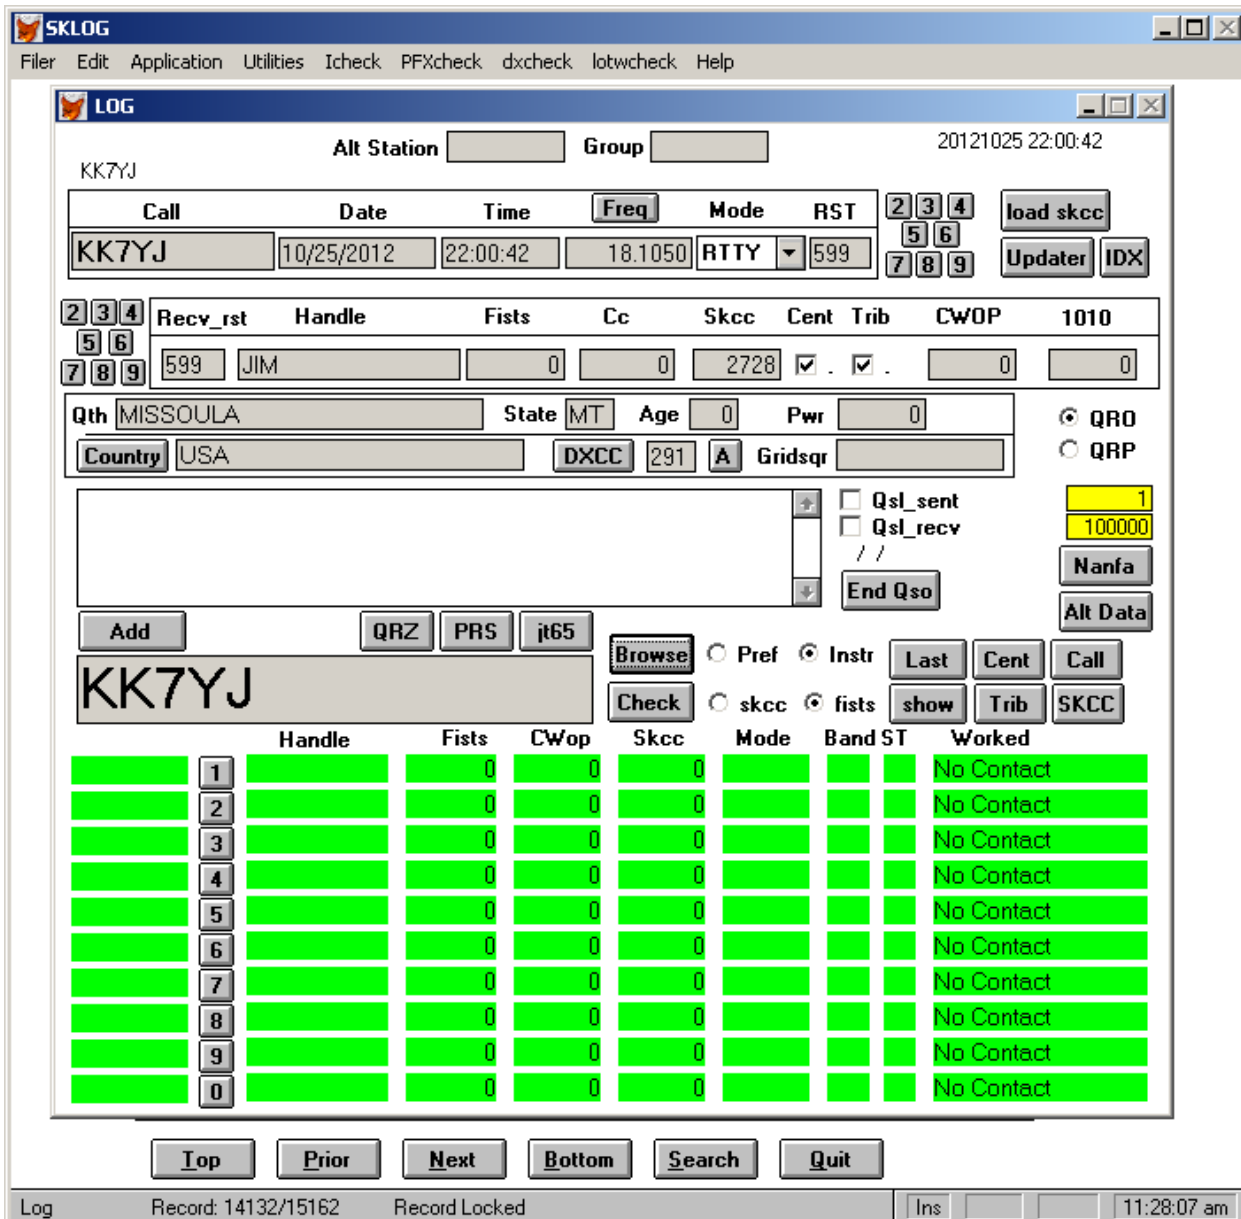 SKLOG
Filer Edit Application Utilities Icheck PFXcheck dxcheck lotwcheck Help
LOG
Alt Station Group 20121025 22:00:42
KK7YJ
Call Date Time Freq Mode RST 2 3 4 load skcc
5 6
KK7YJ 10/25/2012 22:00:42 18.1050 RTTY 599 7 8 9 Updater IDX
2 3 4 Recv_rst Handle Fists Cc Skcc Cent Trib CWOP 1010
5 6
7 8 9 599 JIM 0 0 2728 . . 0 0
Qth MISSOULA State MT Age 0 Pwr 0 QRO
Country USA DXCC 291 A Gridsqr QRP
Qsl_sent 1
Qsl_recv 100000
/ / Nanfa
End Qso
Alt Data
Add QRZ PRS jt65
Browse Pref Instr Last Cent Call
KK7YJ
Check skcc fists show Trib SKCC
Handle Fists CWop Skcc Mode Band ST Worked
1 0 0 0 No Contact
2 0 0 0 No Contact
3 0 0 0 No Contact
4 0 0 0 No Contact
5 0 0 0 No Contact
6 0 0 0 No Contact
7 0 0 0 No Contact
8 0 0 0 No Contact
9 0 0 0 No Contact
0 0 0 0 No Contact
Top Prior Next Bottom Search Quit
Log Record: 14132/15162 Record Locked Ins 11:28:07 am